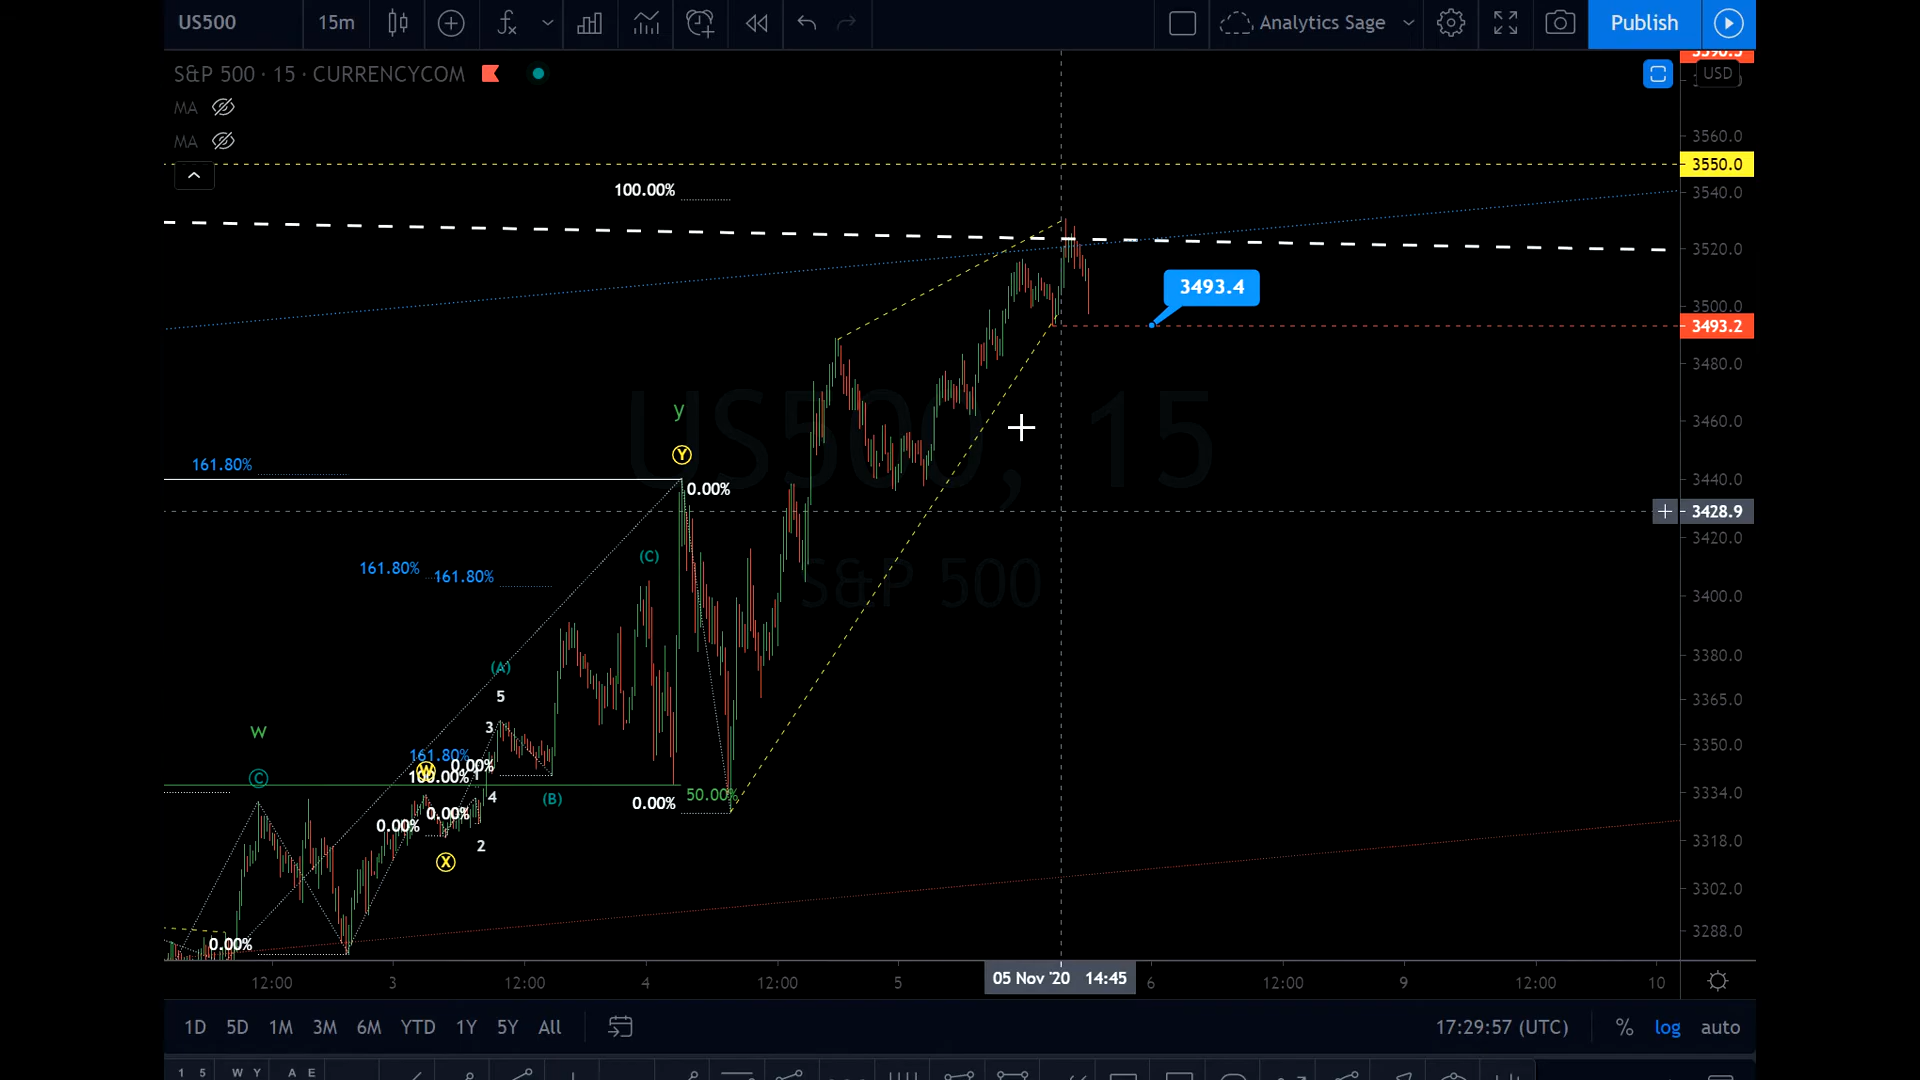 US500
15m
Analytics Sage
Publish
S&P 500 · 15 · CURRENCYCOM
USD
MA
MA
3560.0
3550.0
3540.0
3520.0
3500.0
3493.2
3480.0
3460.0
3440.0
3428.9
3420.0
3400.0
3380.0
3365.0
3350.0
3334.0
3318.0
3302.0
3288.0
100.00%
3493.4
US500, 15
S&P 500
y
Y
0.00%
161.80%
(C)
161.80%
161.80%
(A)
5
3
w
161.80%
0.00%
C
W
100.00%
1
4
(B)
0.00%
50.00%
0.00%
0.00%
2
X
0.00%
12:00
3
12:00
4
12:00
5
05 Nov '20 14:45
6
12:00
9
12:00
10
1D
5D
1M
3M
6M
YTD
1Y
5Y
All
17:29:57 (UTC)
%
log
auto
1 5
W Y
A E